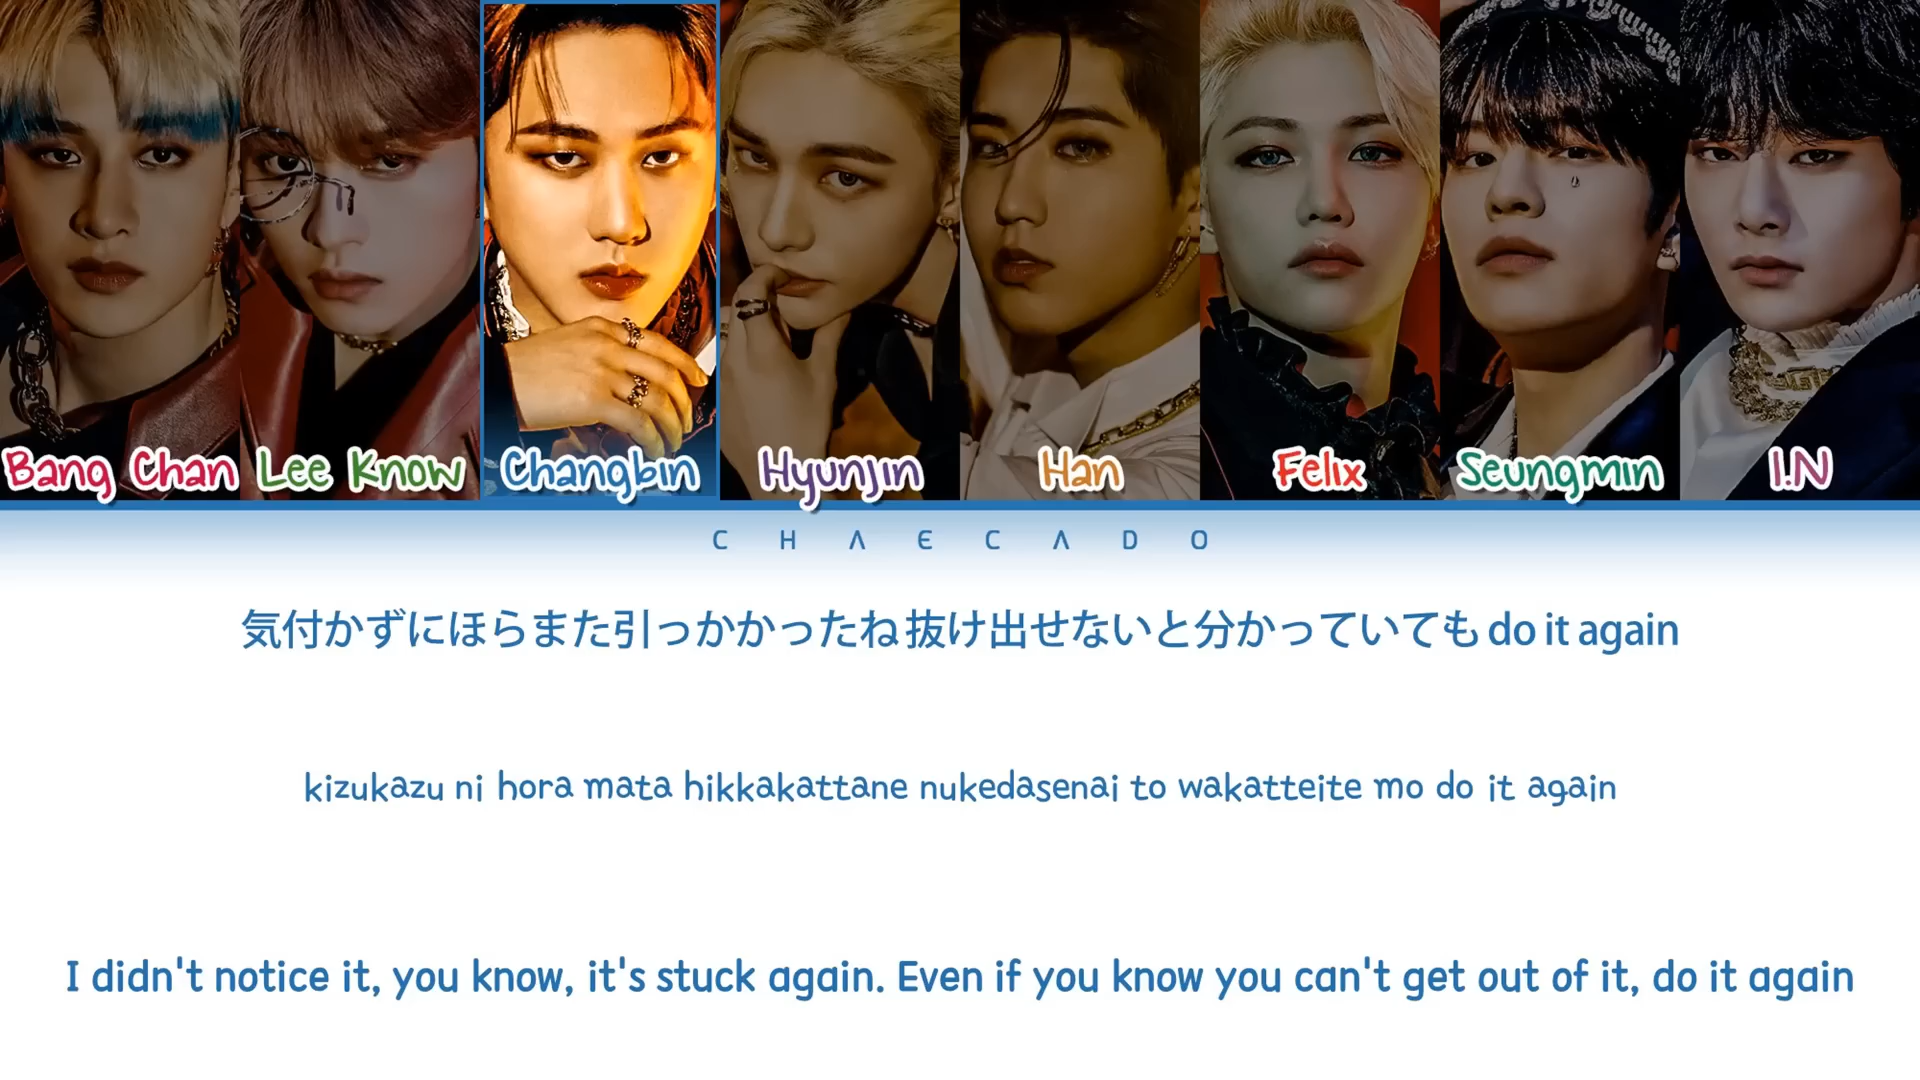 Bang Chan Lee Know Changbin HyunJin Han Felix Seungmin I.N
CHAECADO
気付かずにほらまた引っかかったね抜け出せないと分かっていても do it again
kizukazu ni hora mata hikkakattane nukedasenai to wakatteite mo do it again
I didn't notice it, you know, it's stuck again. Even if you know you can't get out of it, do it again